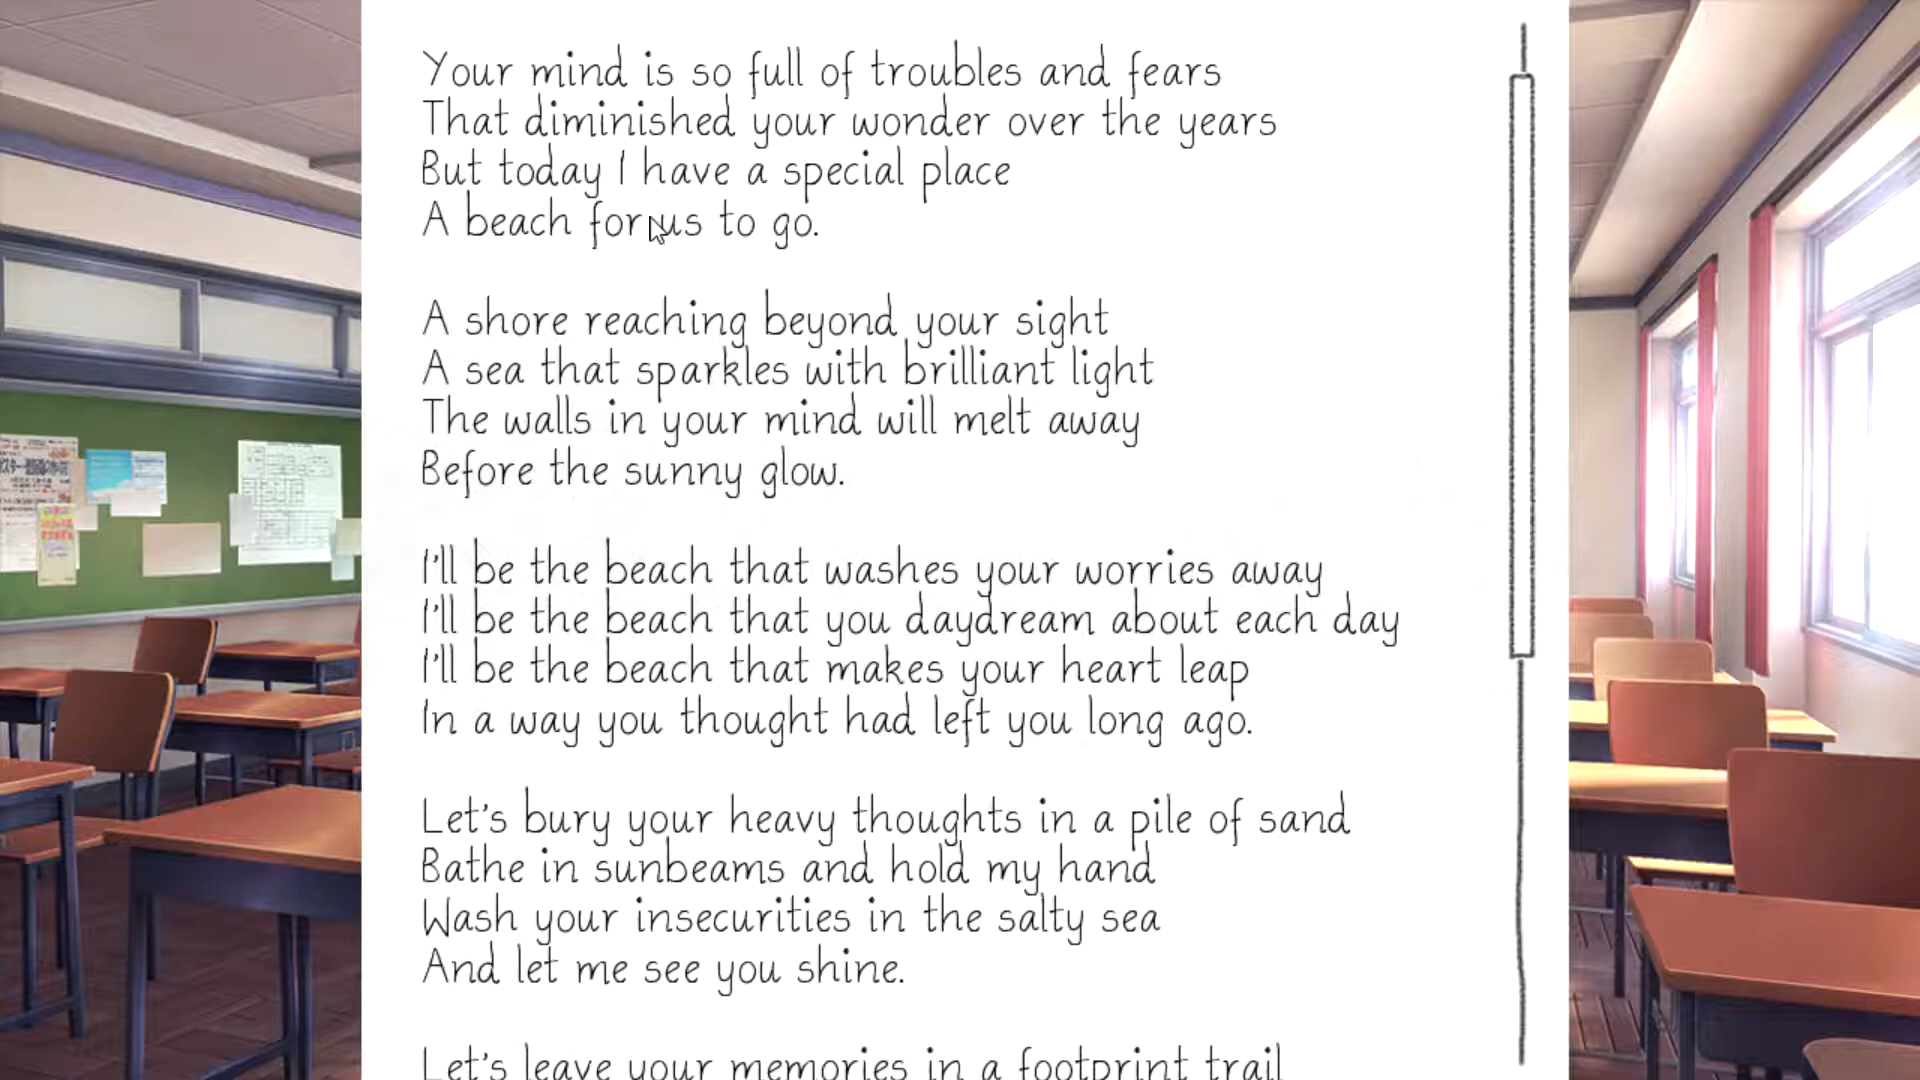 Your mind is so full of troubles and fears
That diminished your wonder over the years
But today I have a special place
A beach for us to go.
A shore reaching beyond your sight
A sea that sparkles with brilliant light
The walls in your mind will melt away
Before the sunny glow.
I'll be the beach that washes your worries away
I'll be the beach that you daydream about each day
I'll be the beach that makes your heart leap
In a way you thought had left you long ago.
Let's bury your heavy thoughts in a pile of sand
Bathe in sunbeams and hold my hand
Wash your insecurities in the salty sea
And let me see you shine.
Let's leave your memories in a footprint trail